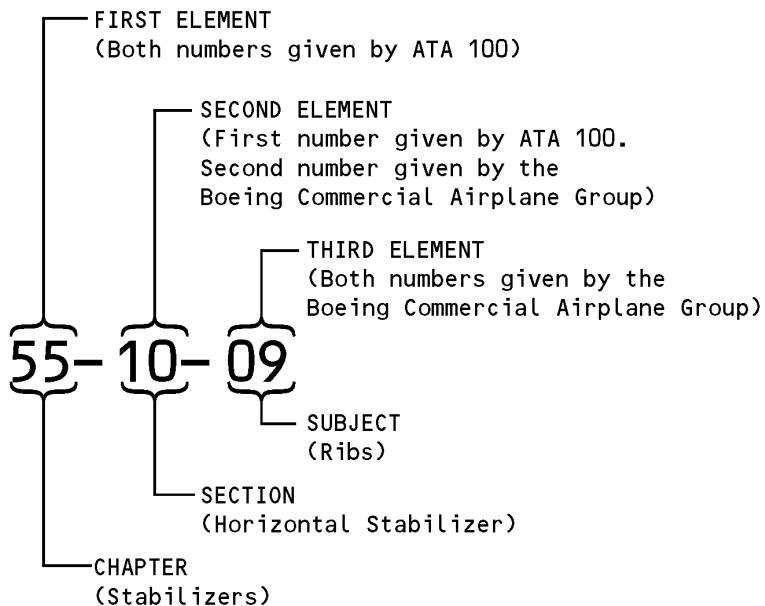 FIRST ELEMENT
(Both numbers given by ATA 100)
SECOND ELEMENT
(First number given by ATA 100.
Second number given by the
Boeing Commercial Airplane Group)
THIRD ELEMENT
(Both numbers given by the
Boeing Commercial Airplane Group)
55-10-09
SUBJECT
(Ribs)
SECTION
(Horizontal Stabilizer)
CHAPTER
(Stabilizers)